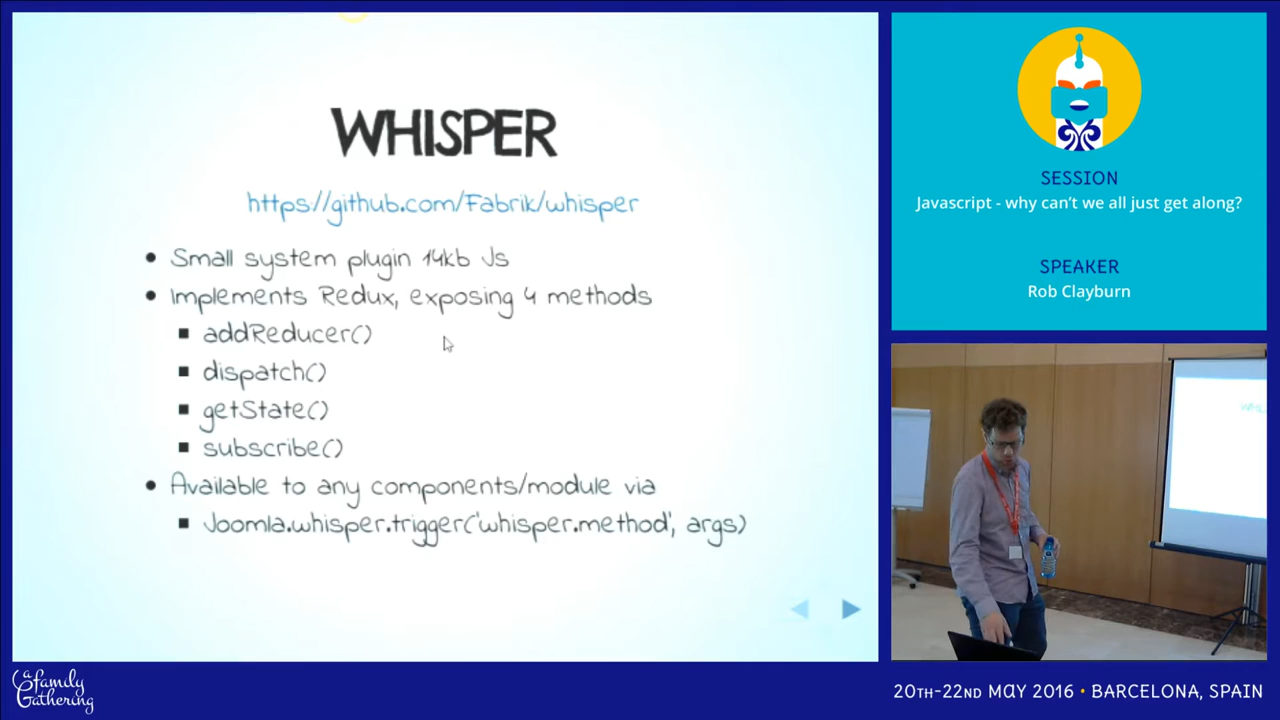 WHISPER
https://github.com/Fabrik/whisper
Small system plugin 14kb Js
Implements Redux, exposing 4 methods
addReducer()
dispatch()
getState()
subscribe()
Available to any components/module via
Joomla.whisper.trigger('whisper.method', args)
SESSION
Javascript - why can't we all just get along?
SPEAKER
Rob Clayburn
a family
Gathering
20TH-22ND MAY 2016 • BARCELONA, SPAIN